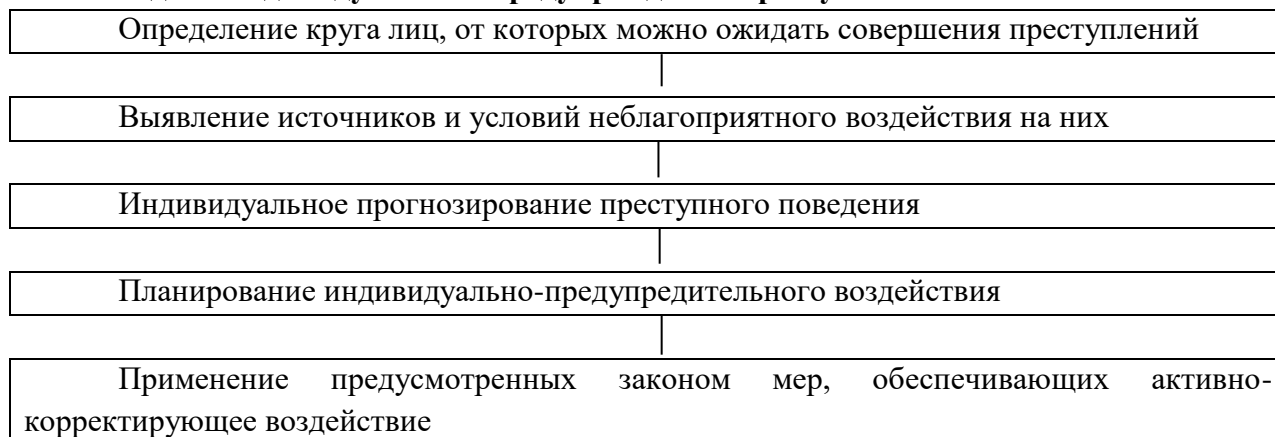 Определение круга лиц, от которых можно ожидать совершения преступлений
Выявление источников и условий неблагоприятного воздействия на них
Индивидуальное прогнозирование преступного поведения
Планирование индивидуально-предупредительного воздействия
Применение предусмотренных законом мер, обеспечивающих активно-
корректирующее воздействие